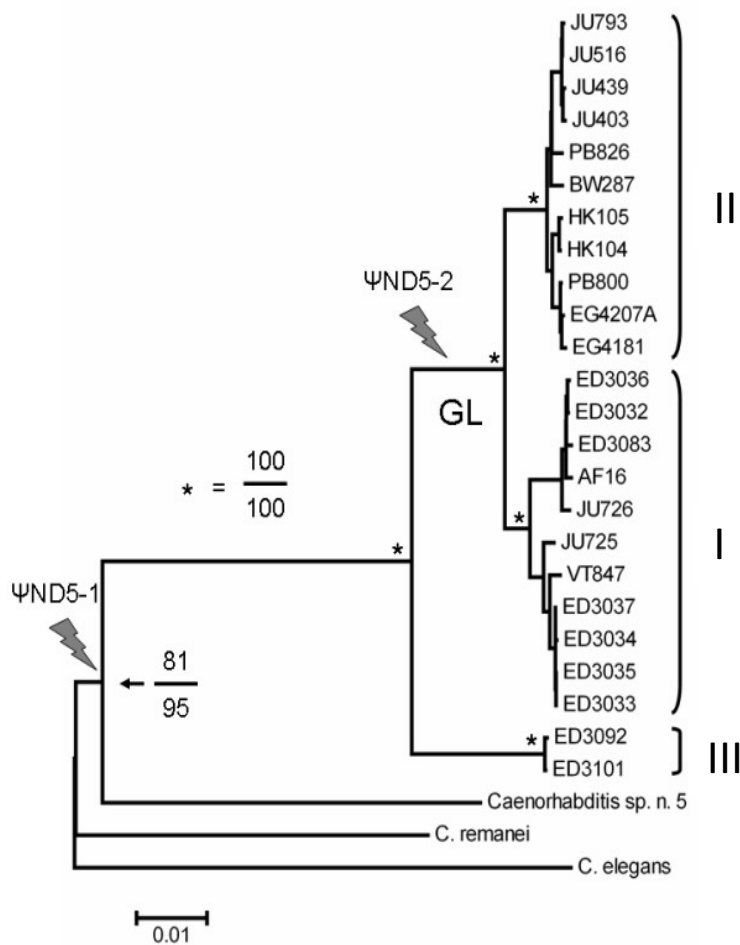 JU793
JU516
JU439
JU403
PB826
BW287
HK105
HK104
PB800
EG4207A
EG4181
II
ΨND5-2
*
*
GL
ED3036
ED3032
ED3083
AF16
JU726
JU725
VT847
ED3037
ED3034
ED3035
ED3033
I
*
* = 100
100
*
ΨND5-1
81
95
*
ED3092
ED3101
III
Caenorhabditis sp. n. 5
C. remanei
C. elegans
0.01